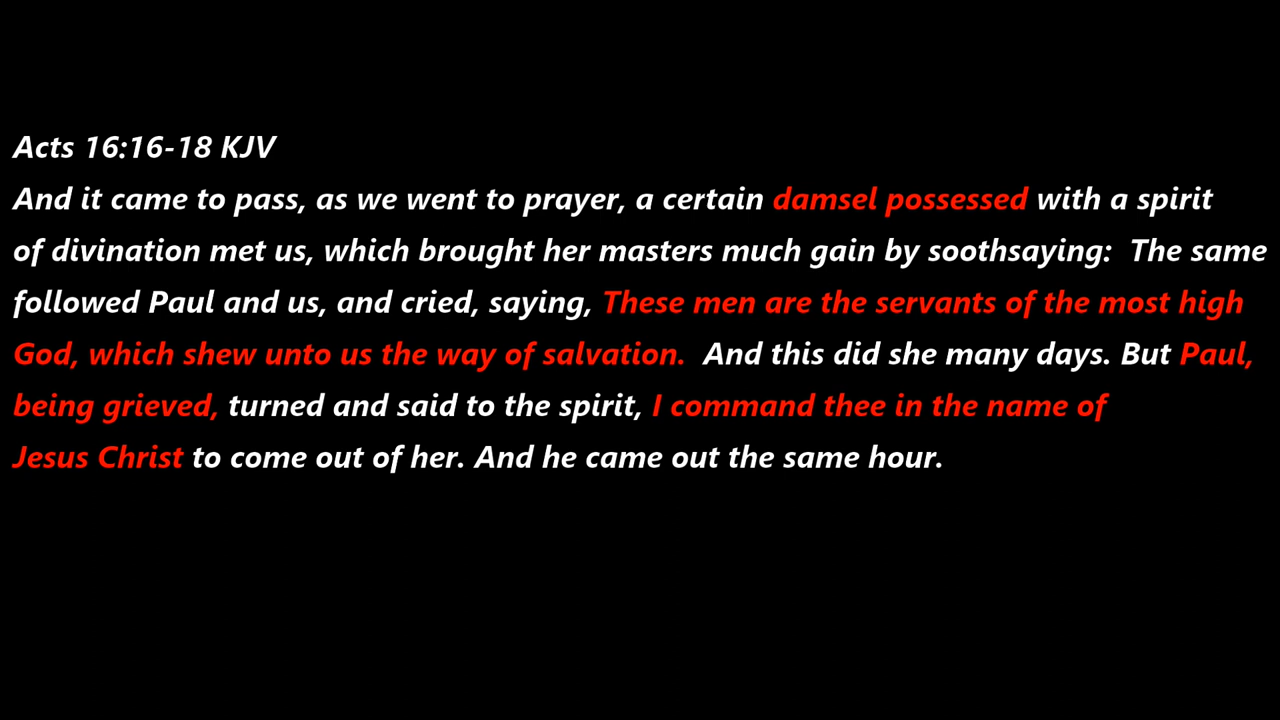 Acts 16:16-18 KJV
And it came to pass, as we went to prayer, a certain damsel possessed with a spirit
of divination met us, which brought her masters much gain by soothsaying:  The same
followed Paul and us, and cried, saying, These men are the servants of the most high
God, which shew unto us the way of salvation.  And this did she many days. But Paul,
being grieved, turned and said to the spirit, I command thee in the name of
Jesus Christ to come out of her. And he came out the same hour.